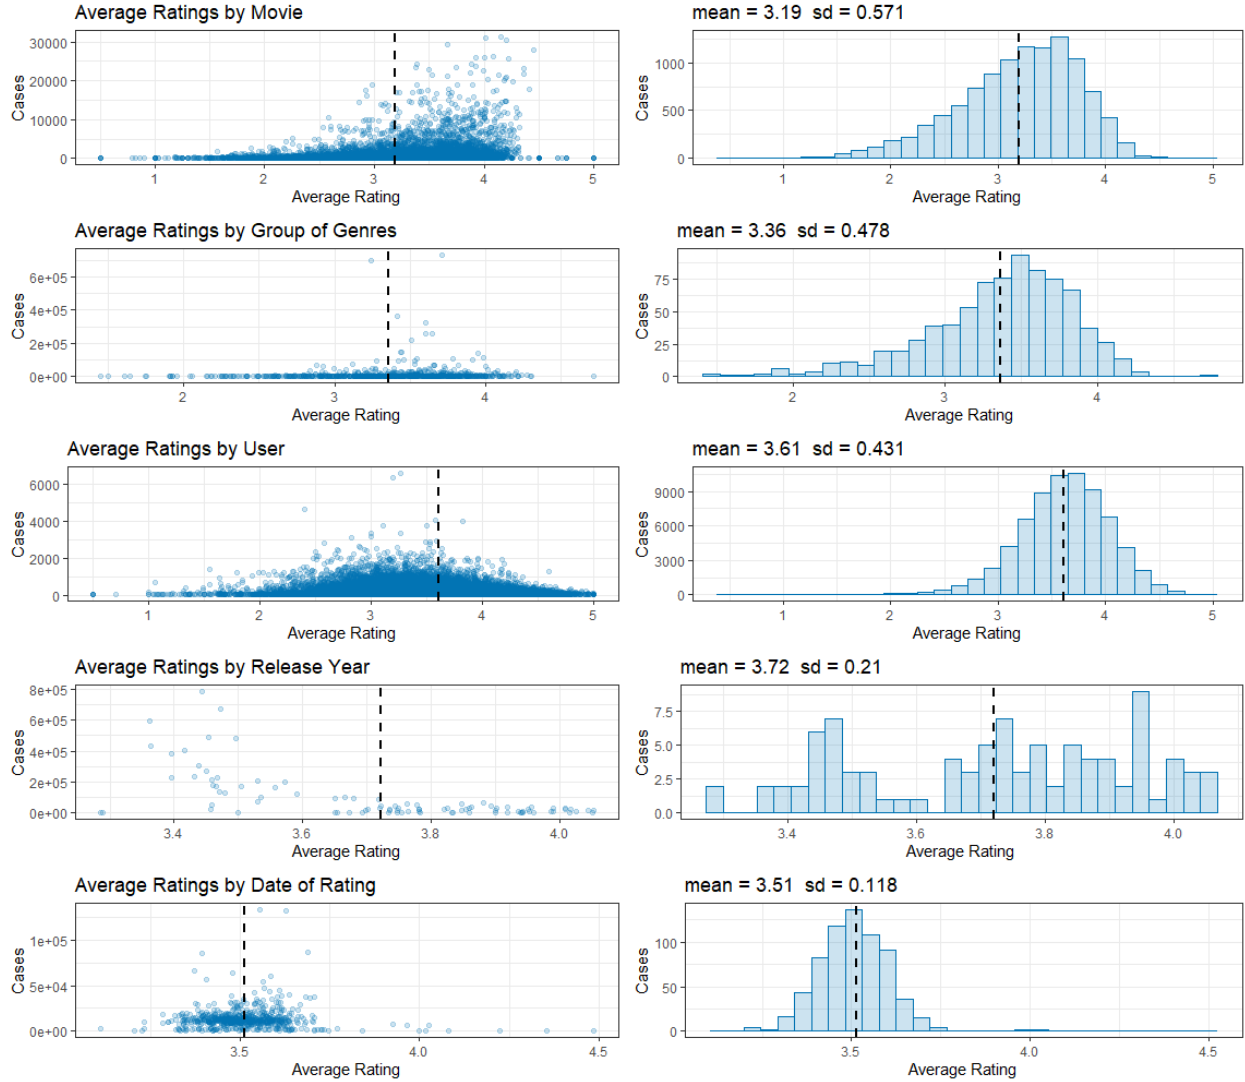 Average Ratings by Movie
mean = 3.19 sd = 0.571
Cases
30000
20000
10000
0
1 2 3 4 5
Average Rating
Cases
1000
500
0
1 2 3 4 5
Average Rating
Average Ratings by Group of Genres
mean = 3.36 sd = 0.478
Cases
6e+05
4e+05
2e+05
0e+00
2 3 4
Average Rating
Cases
75
50
25
0
2 3 4
Average Rating
Average Ratings by User
mean = 3.61 sd = 0.431
Cases
6000
4000
2000
0
1 2 3 4 5
Average Rating
Cases
9000
6000
3000
0
1 2 3 4 5
Average Rating
Average Ratings by Release Year
mean = 3.72 sd = 0.21
Cases
8e+05
6e+05
4e+05
2e+05
0e+00
3.4 3.6 3.8 4.0
Average Rating
Cases
7.5
5.0
2.5
0.0
3.4 3.6 3.8 4.0
Average Rating
Average Ratings by Date of Rating
mean = 3.51 sd = 0.118
Cases
1e+05
5e+04
0e+00
3.5 4.0 4.5
Average Rating
Cases
100
50
0
3.5 4.0 4.5
Average Rating